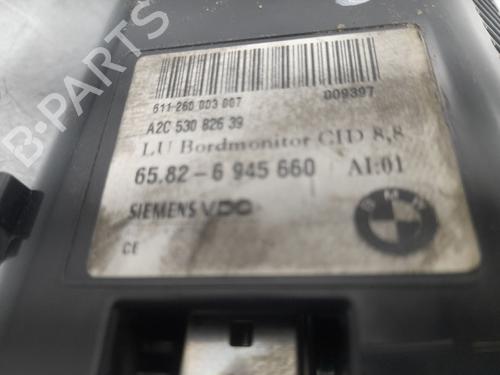 B-PARTS
611-260 003 007
009397
A2C 530 826 39
LU Bordmonitor CID 8,8
65.82-6 945 660 AI:01
SIEMENS VDO
BMW
CE